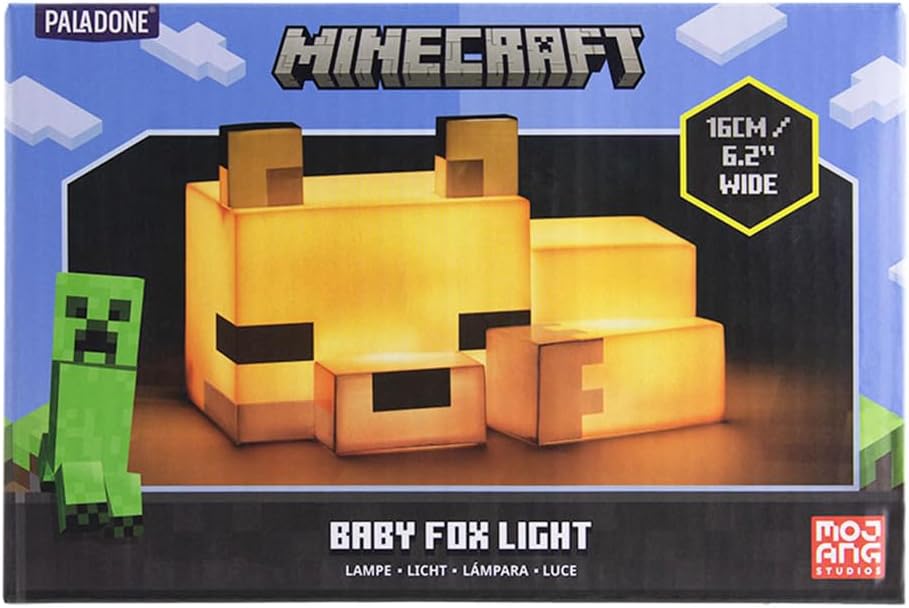 PALADONE®
MINECRAFT
16CM /
6.2"
WIDE
BABY FOX LIGHT
LAMPE • LICHT • LÁMPARA • LUCE
MOJ
ANG
STUDIOS